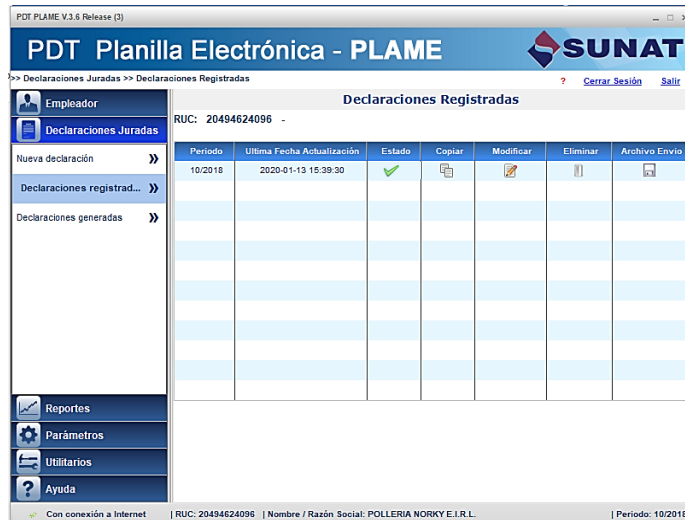 PDT PLAME V.3.6 Release (3)
PDT Planilla Electrónica - PLAME
SUNAT
>> Declaraciones Juradas >> Declaraciones Registradas
? Cerrar Sesión Salir
Empleador
Declaraciones Juradas
Nueva declaración
Declaraciones registrad...
Declaraciones generadas
Declaraciones Registradas
RUC: 20494624096 -
Periodo Ultima Fecha Actualización Estado Copiar Modificar Eliminar Archivo Envio
10/2018 2020-01-13 15:39:30
Reportes
Parámetros
Utilitarios
? Ayuda
Con conexión a Internet | RUC: 20494624096 | Nombre / Razón Social: POLLERIA NORKY E.I.R.L. | Periodo: 10/2018